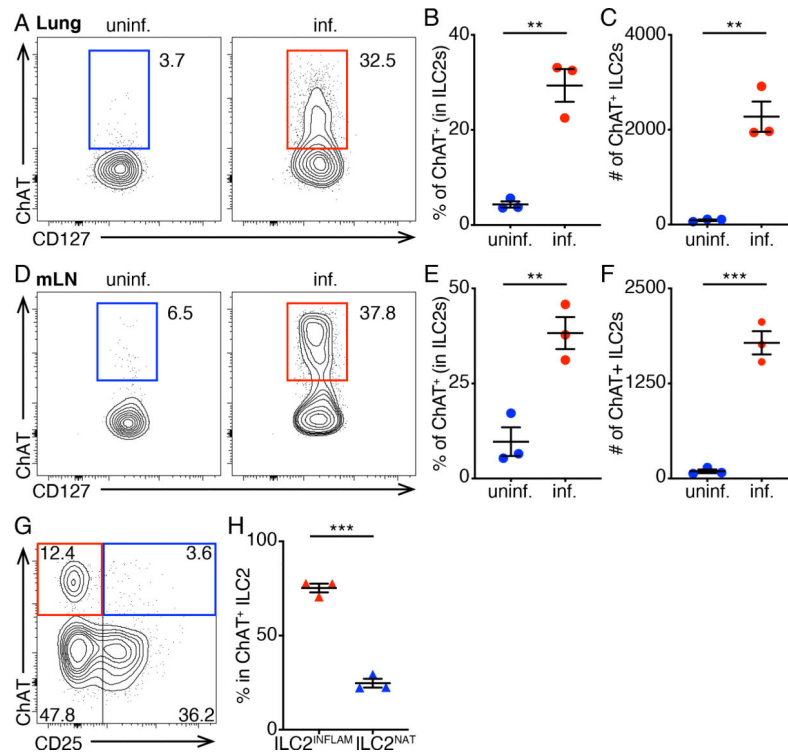 A Lung uninf. inf.
3.7 32.5
ChAT
CD127
B
**
% of ChAT⁺ (in ILC2s)
40
20
0
uninf. inf.
C
**
# of ChAT⁺ ILC2s
4000
2000
0
uninf. inf.
D mLN uninf. inf.
6.5 37.8
ChAT
CD127
E
**
% of ChAT⁺ (in ILC2s)
50
25
0
uninf. inf.
F
***
# of ChAT+ ILC2s
2500
1250
0
uninf. inf.
G
12.4 3.6
47.8 36.2
ChAT
CD25
H
***
% in ChAT⁺ ILC2
100
50
0
ILC2ᴵᴺᶠᴸᴬᴹ ILC2ᴺᴬᵀ